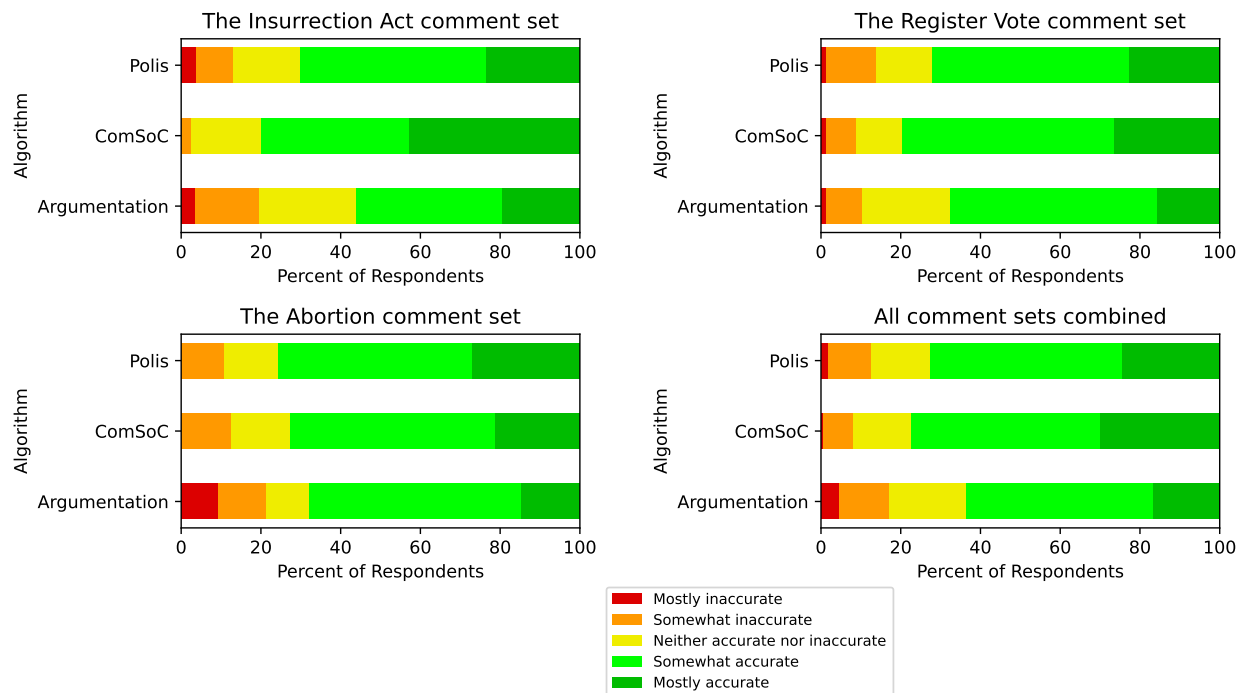 The Insurrection Act comment set
Algorithm
Polis
ComSoC
Argumentation
0 20 40 60 80 100
Percent of Respondents
The Register Vote comment set
Algorithm
Polis
ComSoC
Argumentation
0 20 40 60 80 100
Percent of Respondents
The Abortion comment set
Algorithm
Polis
ComSoC
Argumentation
0 20 40 60 80 100
Percent of Respondents
All comment sets combined
Algorithm
Polis
ComSoC
Argumentation
0 20 40 60 80 100
Percent of Respondents
Mostly inaccurate
Somewhat inaccurate
Neither accurate nor inaccurate
Somewhat accurate
Mostly accurate